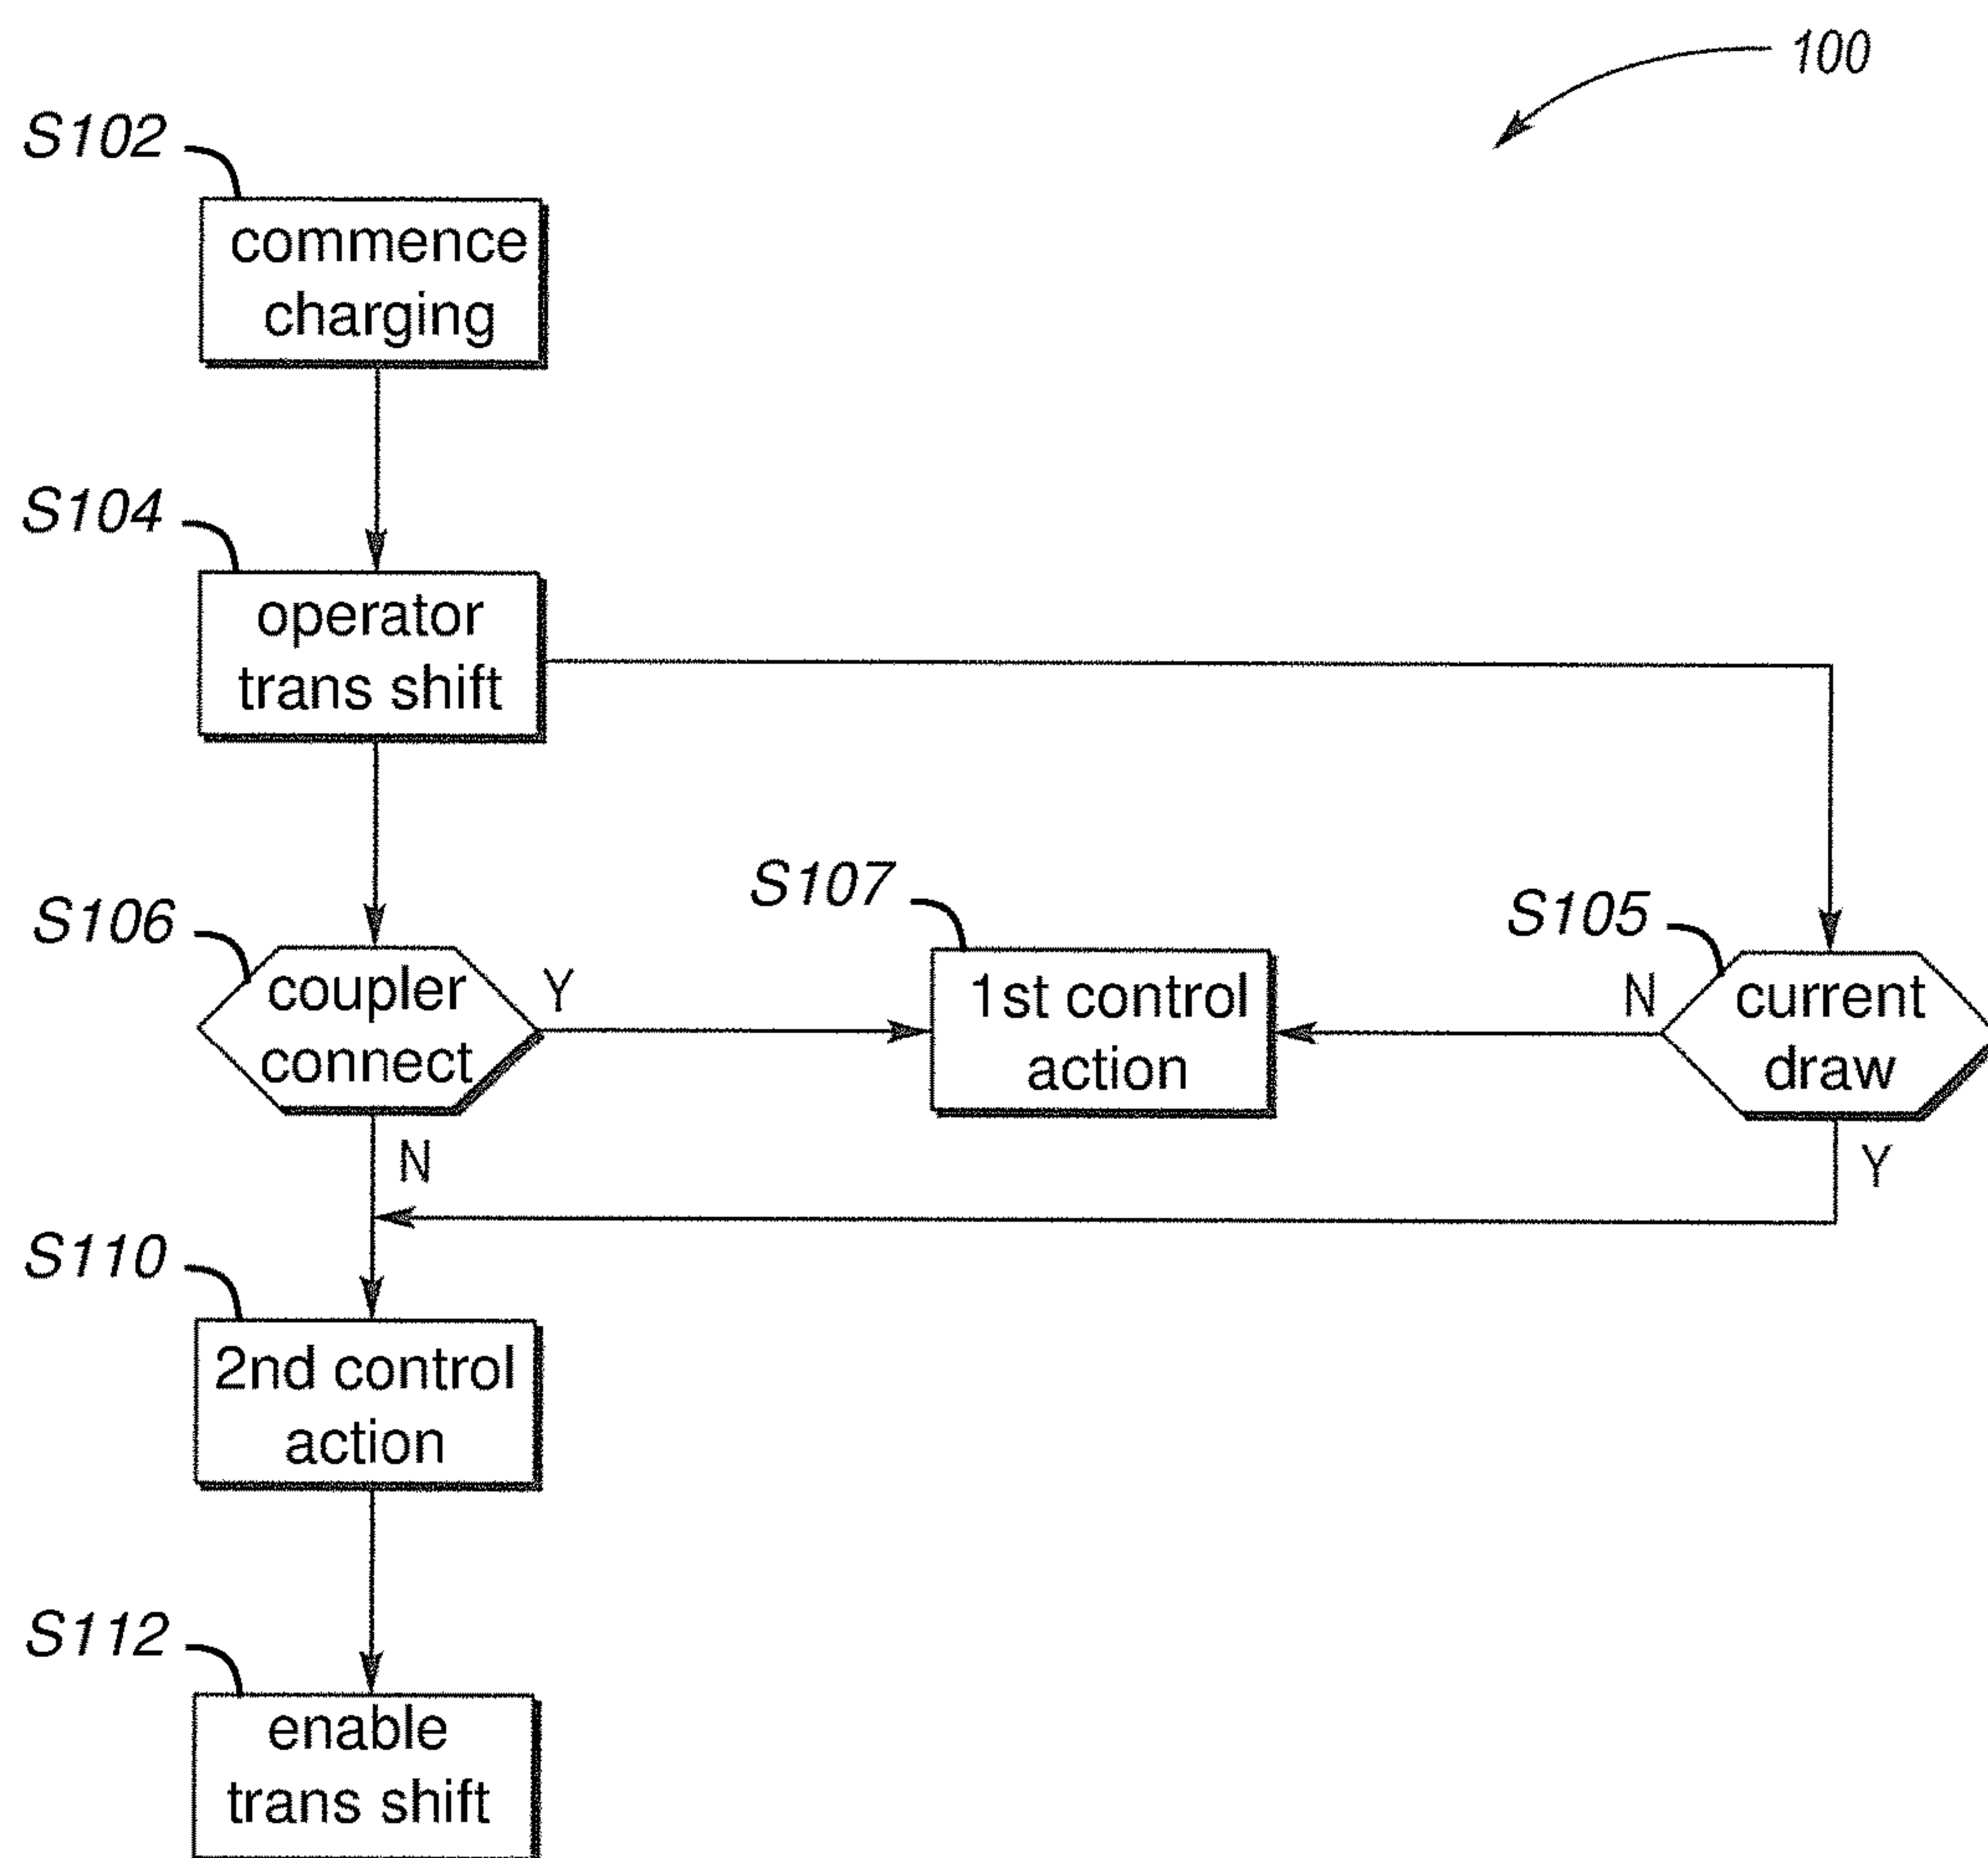 100
S102
commence
charging
S104
operator
trans shift
S106
coupler
connect
Y
N
S107
1st control
action
S105
current
draw
N
Y
S110
2nd control
action
S112
enable
trans shift